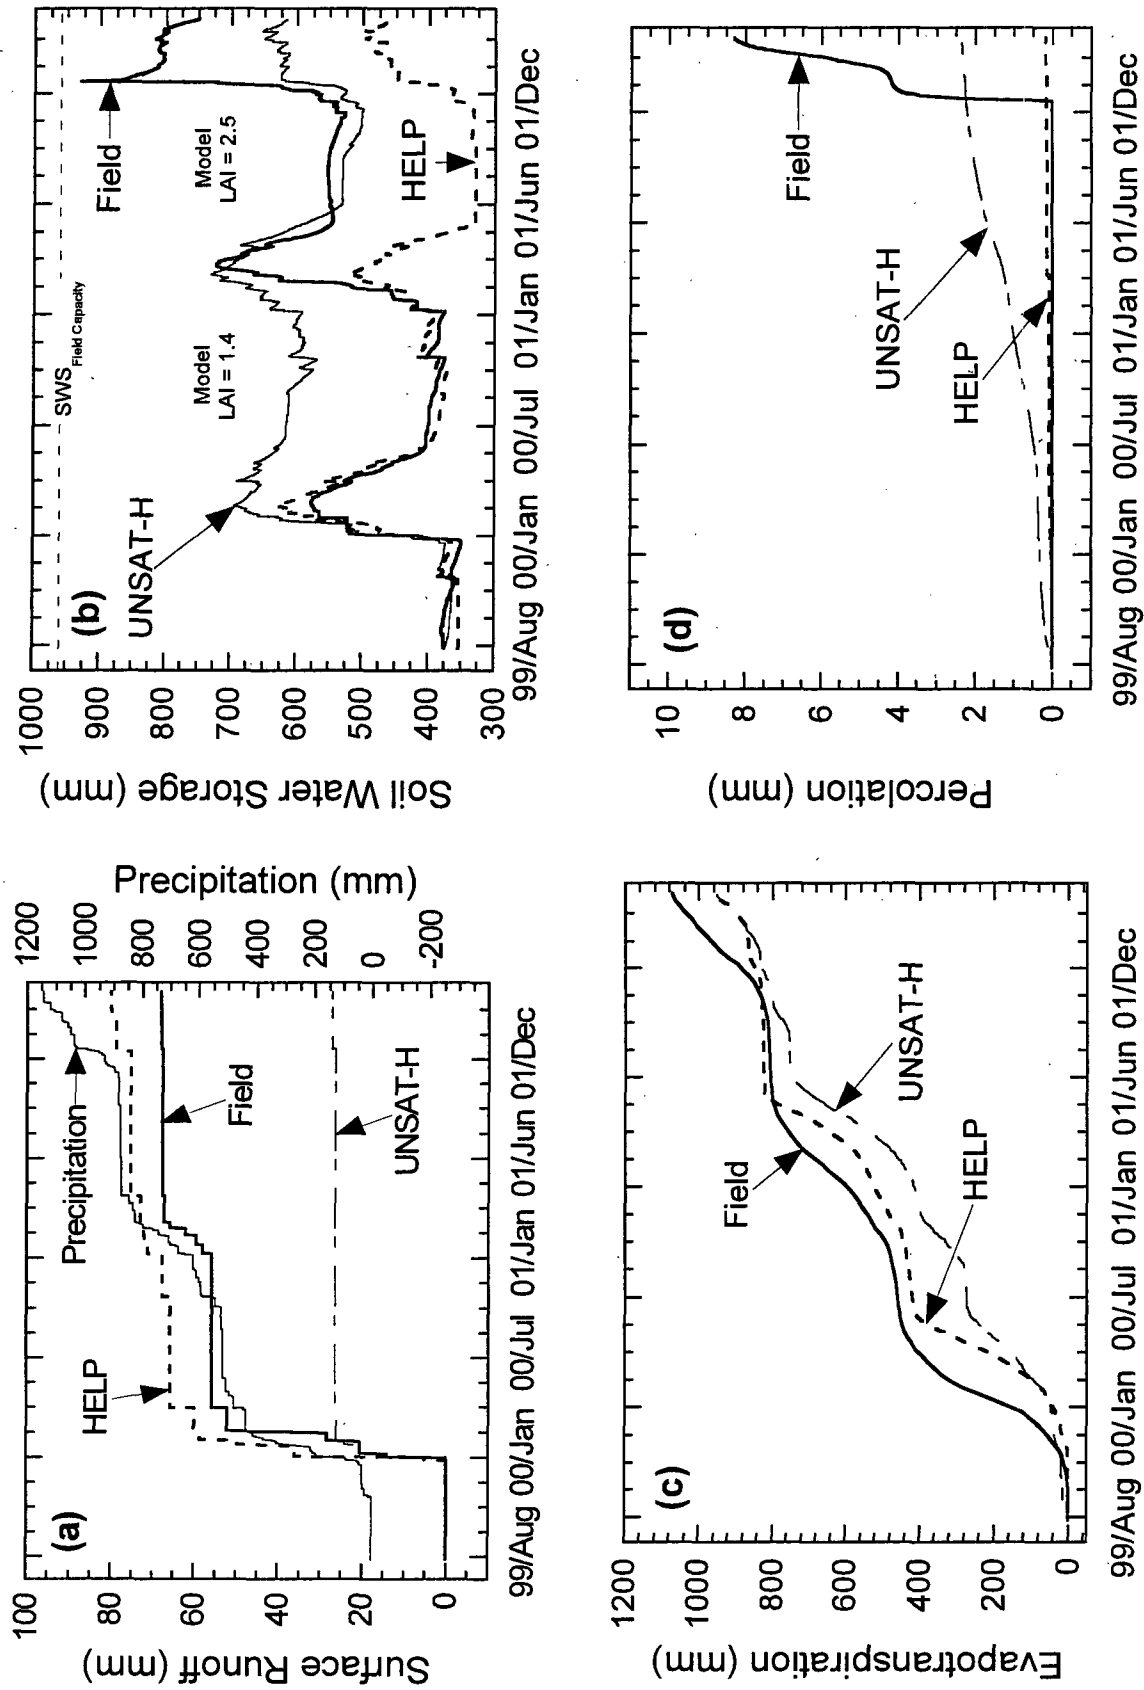 (a)
Surface Runoff (mm)
100
80
60
40
20
0
Precipitation (mm)
1200
1000
800
600
400
200
0
-200
Precipitation
HELP
Field
UNSAT-H
99/Aug 00/Jan 00/Jul 01/Jan 01/Jun 01/Dec
(b)
Soil Water Storage (mm)
1000
900
800
700
600
500
400
300
SWS Field Capacity
UNSAT-H
Model
LAI = 1.4
Model
LAI = 2.5
Field
HELP
99/Aug 00/Jan 00/Jul 01/Jan 01/Jun 01/Dec
(c)
Evapotranspiration (mm)
1200
1000
800
600
400
200
0
Field
HELP
UNSAT-H
99/Aug 00/Jan 00/Jul 01/Jan 01/Jun 01/Dec
(d)
Percolation (mm)
10
8
6
4
2
0
Field
UNSAT-H
HELP
99/Aug 00/Jan 00/Jul 01/Jan 01/Jun 01/Dec